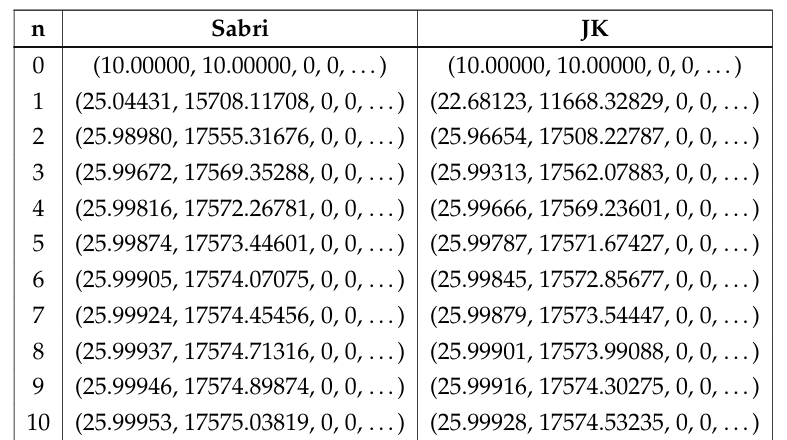 n Sabri JK
0 (10.00000, 10.00000, 0, 0, …) (10.00000, 10.00000, 0, 0, …)
1 (25.04431, 15708.11708, 0, 0, …) (22.68123, 11668.32829, 0, 0, …)
2 (25.98980, 17555.31676, 0, 0, …) (25.96654, 17508.22787, 0, 0, …)
3 (25.99672, 17569.35288, 0, 0, …) (25.99313, 17562.07883, 0, 0, …)
4 (25.99816, 17572.26781, 0, 0, …) (25.99666, 17569.23601, 0, 0, …)
5 (25.99874, 17573.44601, 0, 0, …) (25.99787, 17571.67427, 0, 0, …)
6 (25.99905, 17574.07075, 0, 0, …) (25.99845, 17572.85677, 0, 0, …)
7 (25.99924, 17574.45456, 0, 0, …) (25.99879, 17573.54447, 0, 0, …)
8 (25.99937, 17574.71316, 0, 0, …) (25.99901, 17573.99088, 0, 0, …)
9 (25.99946, 17574.89874, 0, 0, …) (25.99916, 17574.30275, 0, 0, …)
10 (25.99953, 17575.03819, 0, 0, …) (25.99928, 17574.53235, 0, 0, …)